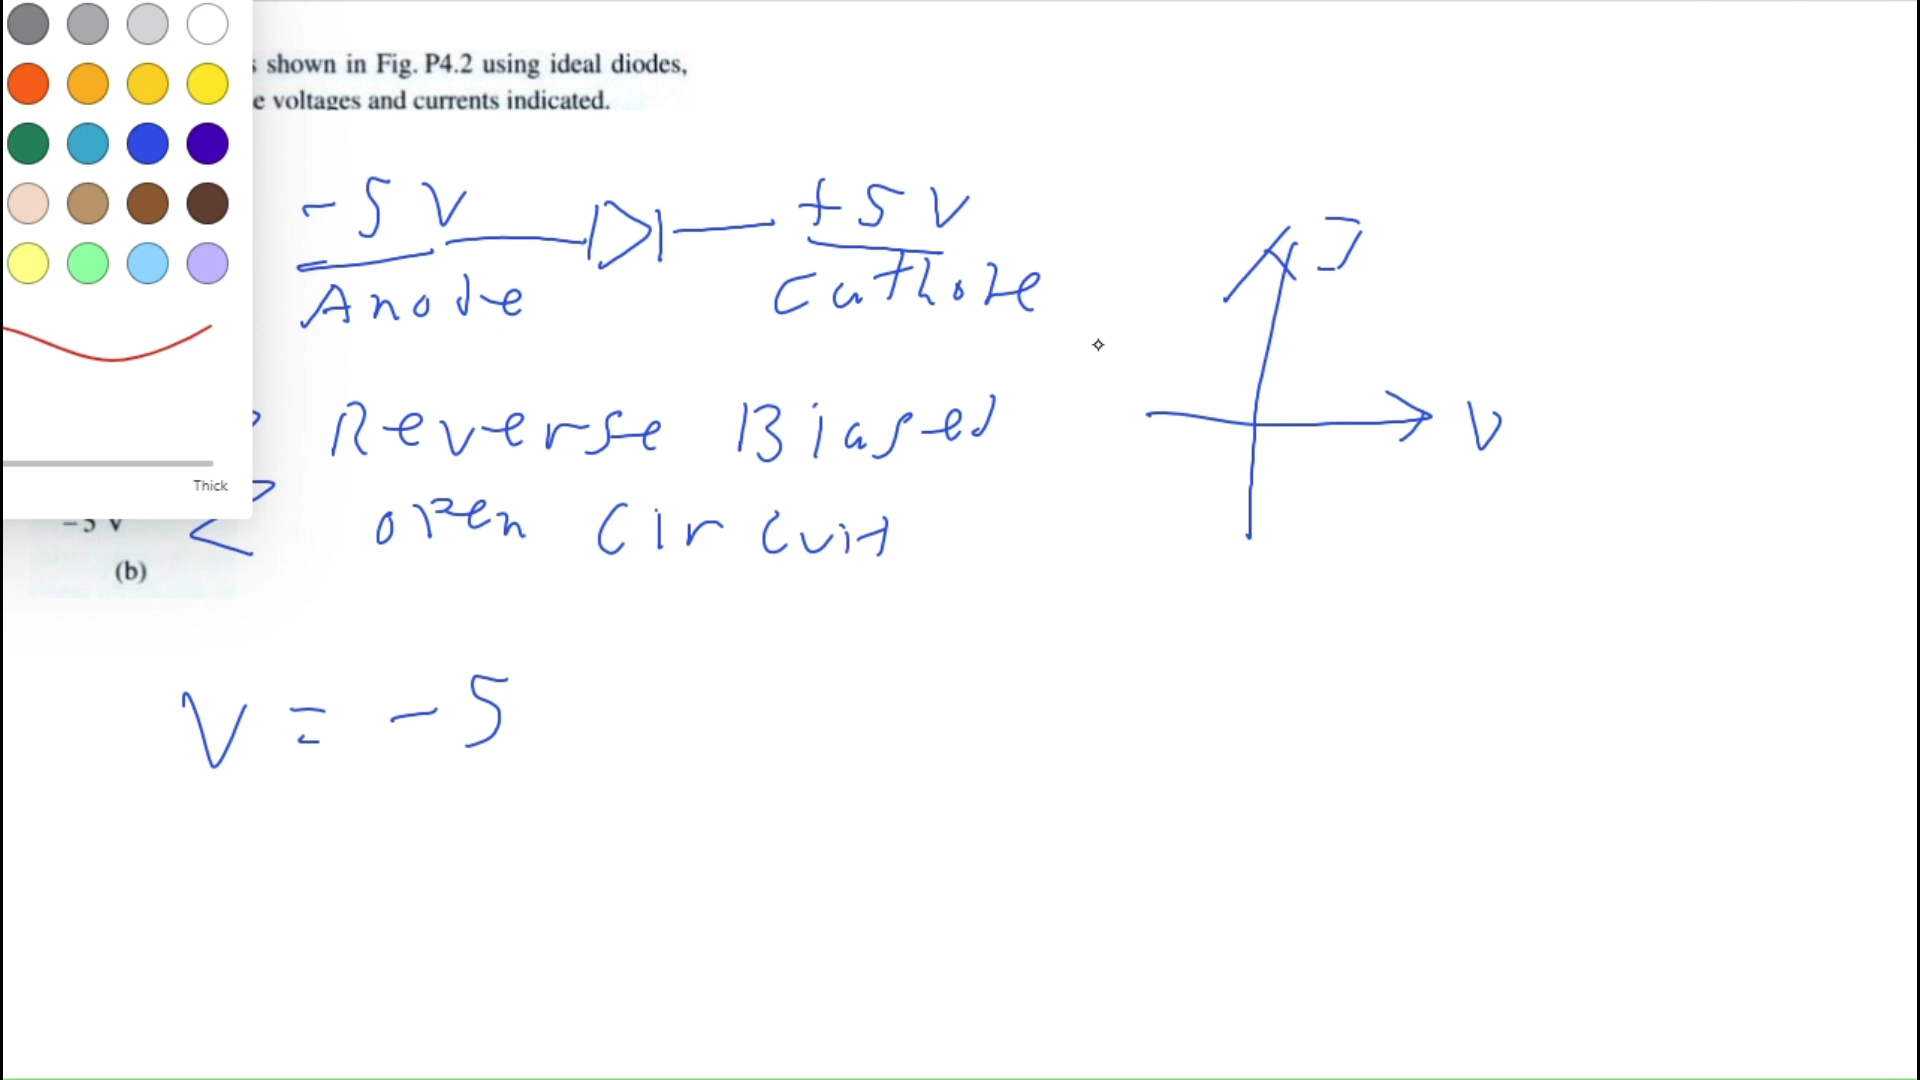 s shown in Fig. P4.2 using ideal diodes,
e voltages and currents indicated.
-5 V +5 V
Anode Cathode
I
V
Reverse Biased
open circuit
Thick
(b)
V = -5